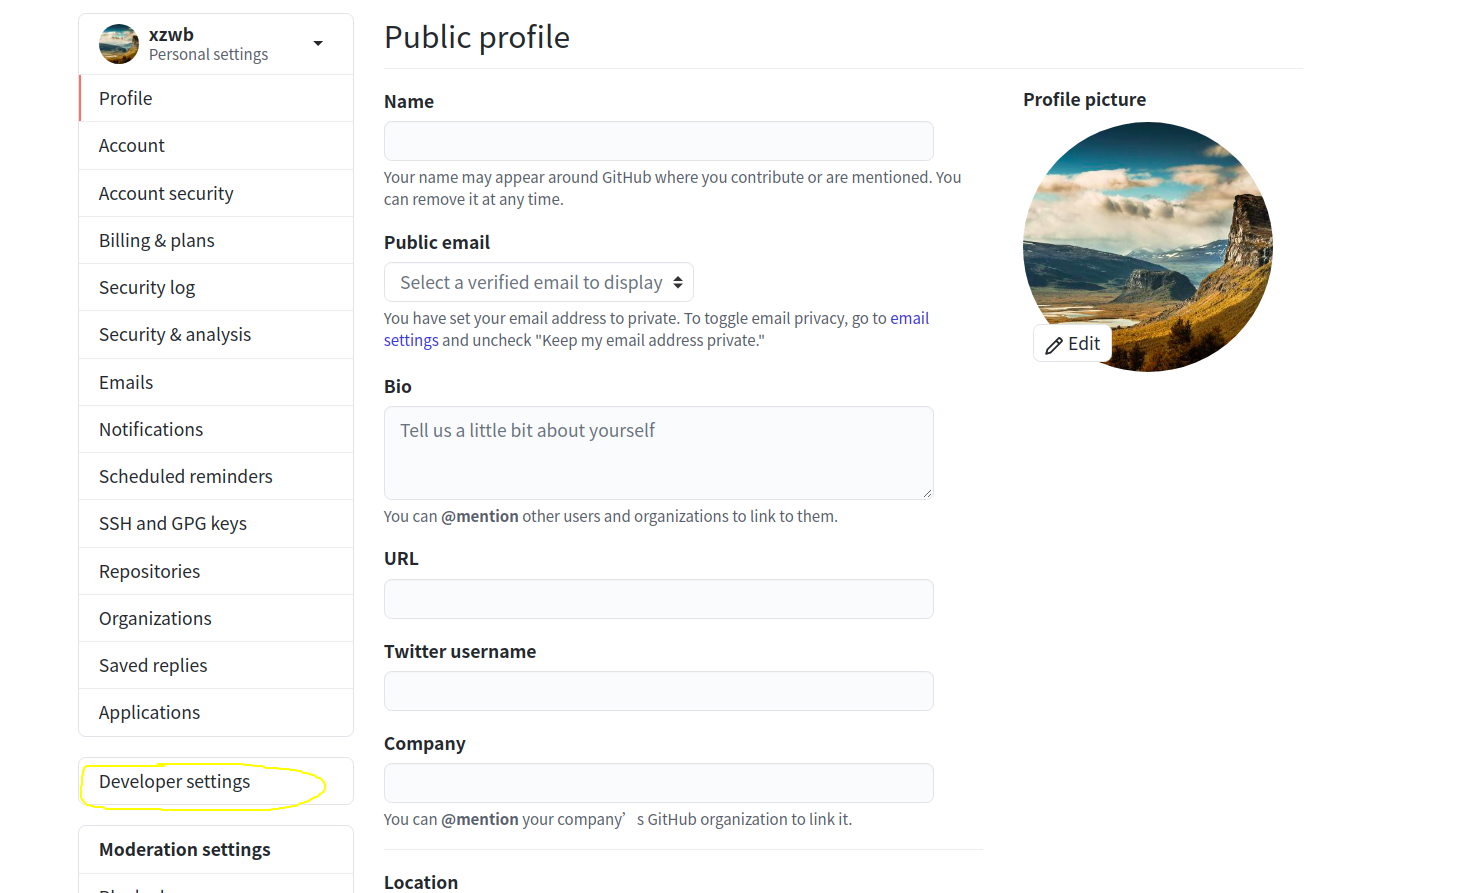 xzwb
Personal settings
Profile
Account
Account security
Billing & plans
Security log
Security & analysis
Emails
Notifications
Scheduled reminders
SSH and GPG keys
Repositories
Organizations
Saved replies
Applications
Developer settings
Moderation settings
Public profile
Name
Your name may appear around GitHub where you contribute or are mentioned. You
can remove it at any time.
Public email
Select a verified email to display
You have set your email address to private. To toggle email privacy, go to email
settings and uncheck "Keep my email address private."
Bio
Tell us a little bit about yourself
You can @mention other users and organizations to link to them.
URL
Twitter username
Company
You can @mention your company’s GitHub organization to link it.
Location
Profile picture
Edit